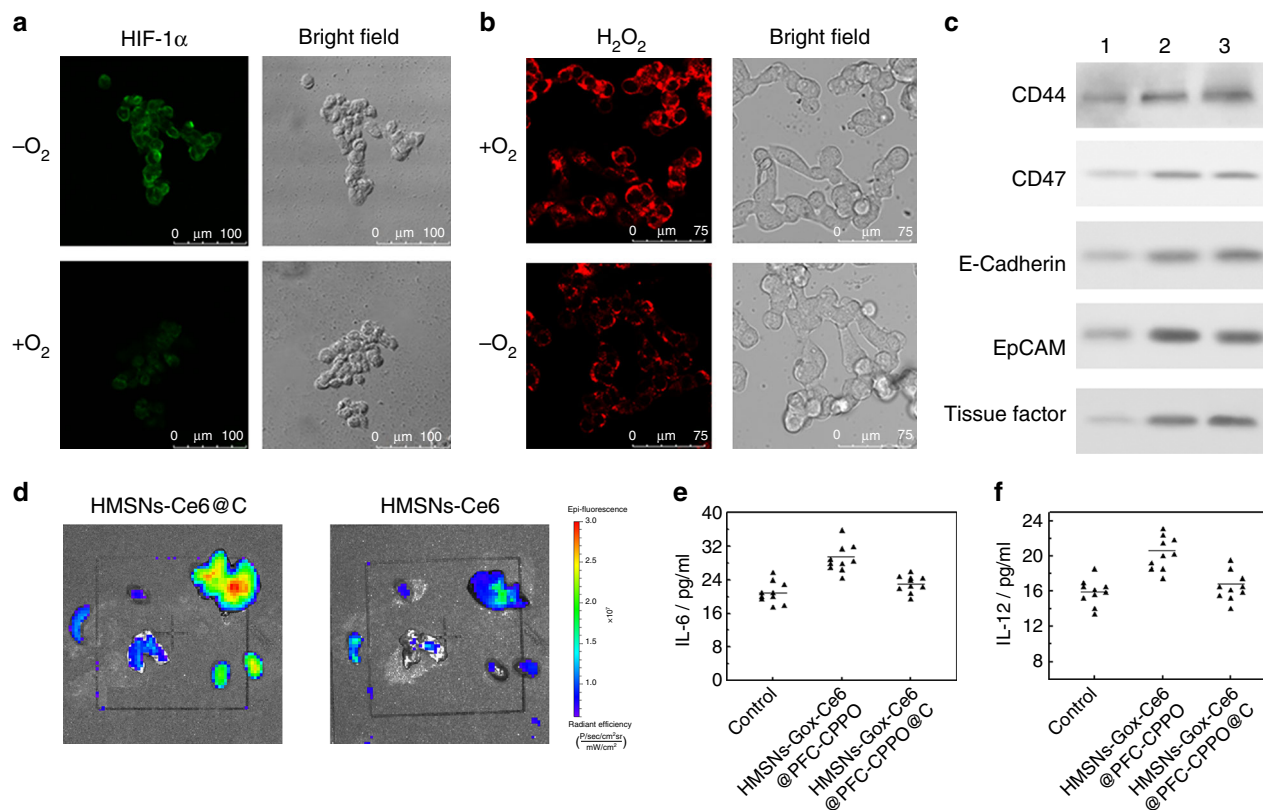 a
HIF-1α
Bright field
–O₂
0 μm 100
0 μm 100
+O₂
0 μm 100
0 μm 100
b
H₂O₂
Bright field
+O₂
0 μm 75
0 μm 75
–O₂
0 μm 75
0 μm 75
c
1 2 3
CD44
CD47
E-Cadherin
EpCAM
Tissue factor
d
HMSNs-Ce6@C
HMSNs-Ce6
Epi-fluorescence
3.0
2.5
2.0
1.5
1.0
×10⁷
Radiant efficiency
(P/sec/cm²sr
mW/cm²)
e
IL-6 / pg/ml
40
32
24
16
8
0
Control
HMSNs-Gox-Ce6
@PFC-CPPO
HMSNs-Gox-Ce6
@PFC-CPPO@C
f
IL-12 / pg/ml
24
20
16
12
8
Control
HMSNs-Gox-Ce6
@PFC-CPPO
HMSNs-Gox-Ce6
@PFC-CPPO@C